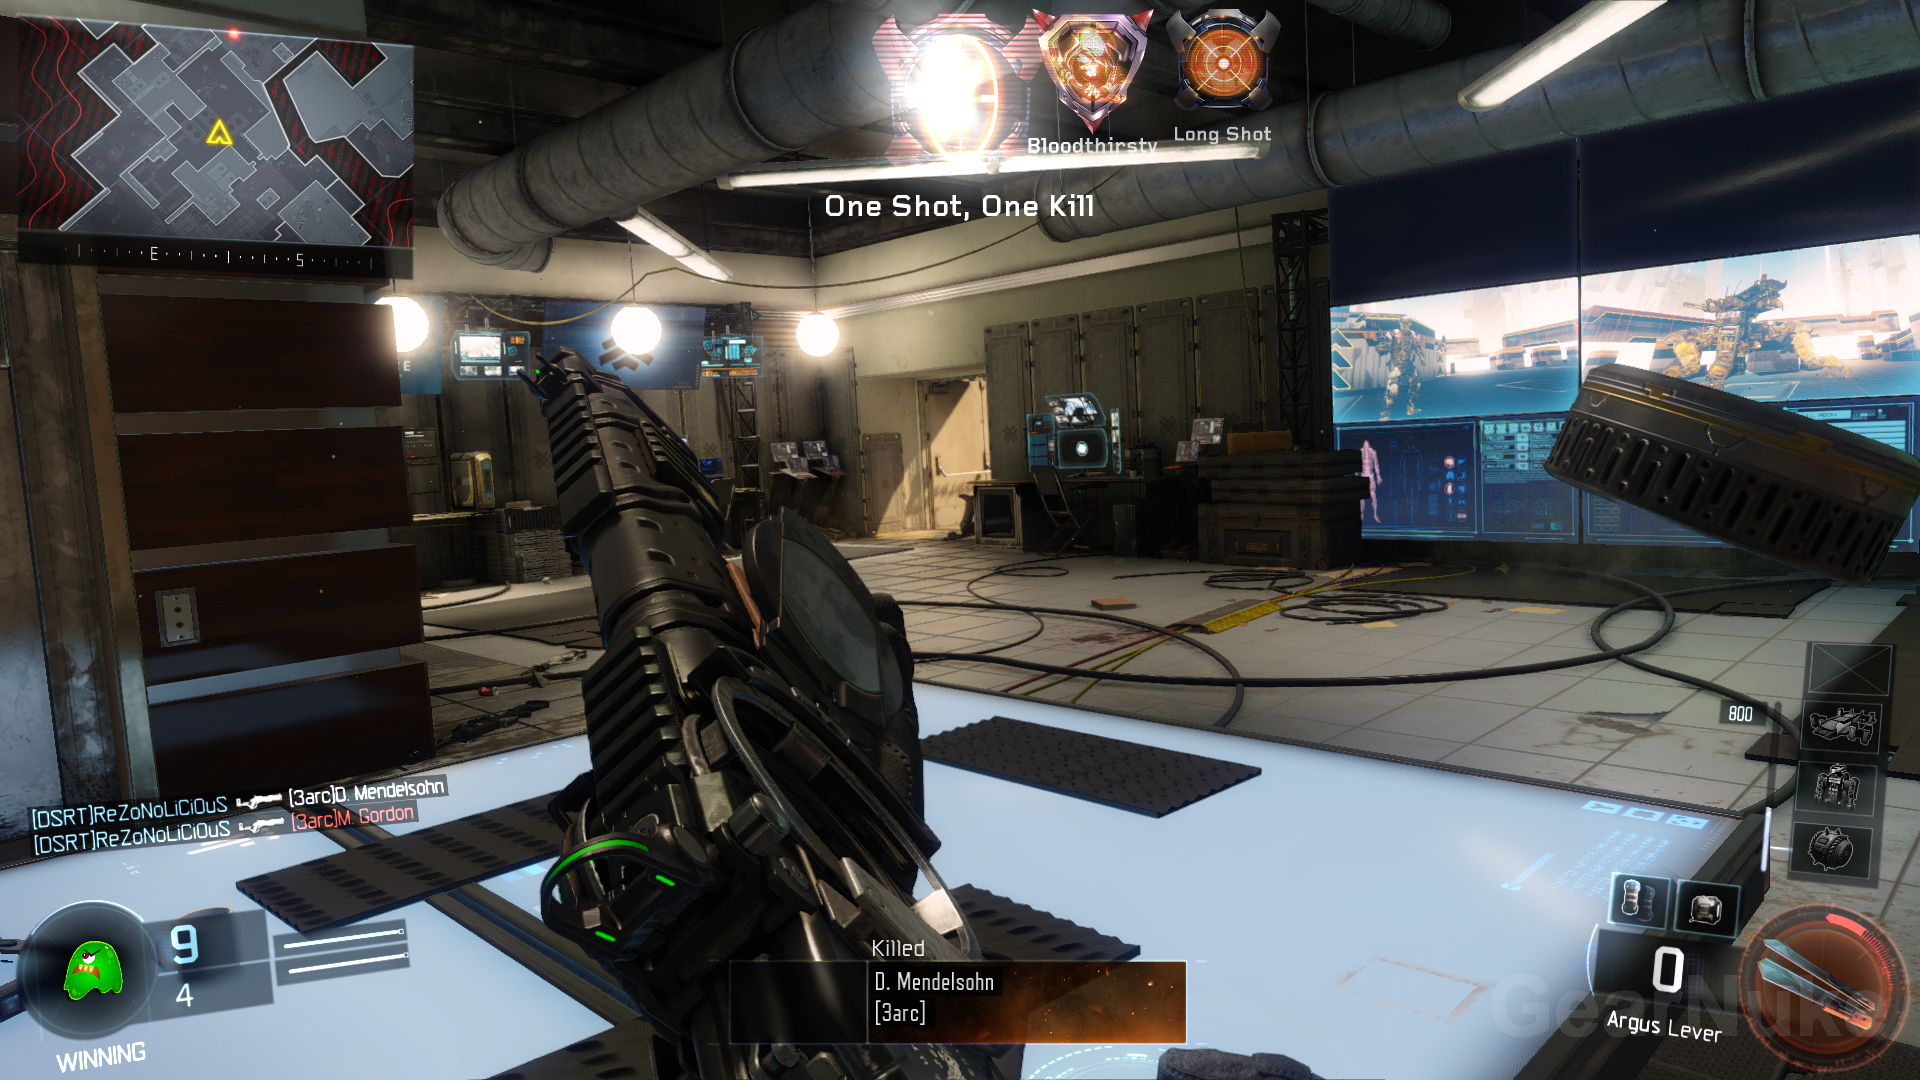 E
S
Bloodthirsty
Long Shot
One Shot, One Kill
E
800
[DSRT]ReZoNoLiCiOuS [3arc]D. Mendelsohn
[DSRT]ReZoNoLiCiOuS [3arc]M. Gordon
9
4
WINNING
Killed
D. Mendelsohn
[3arc]
0
Argus Lever
GearNuke